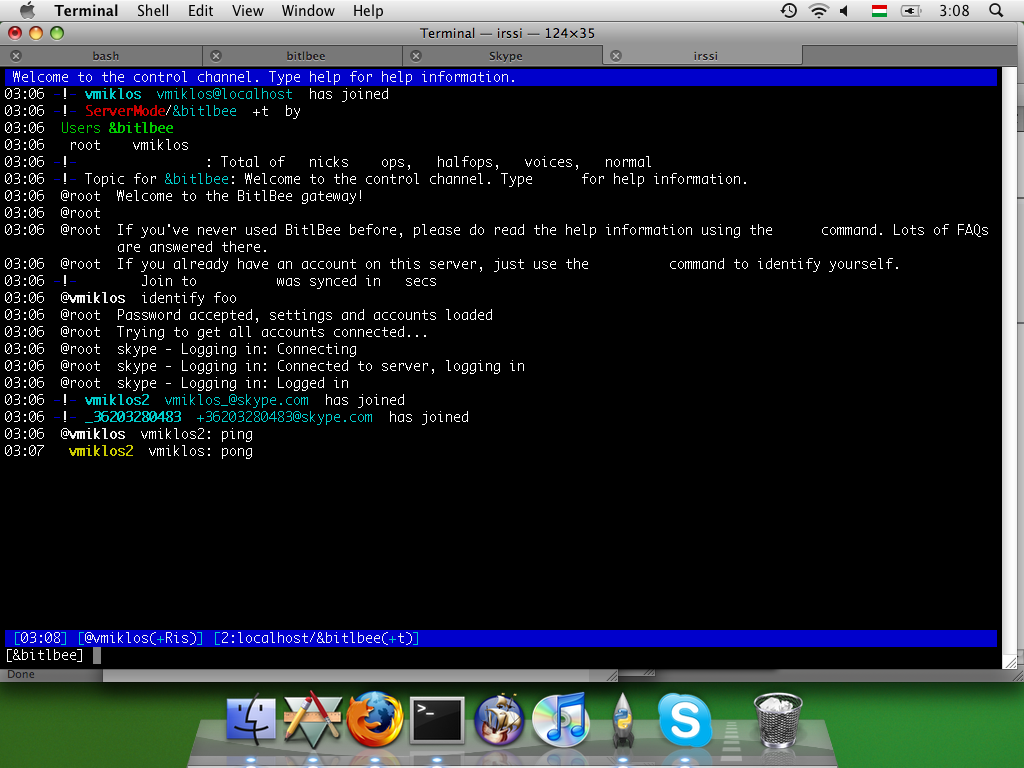 Terminal Shell Edit View Window Help 3:08
Terminal — irssi — 124×35
bash bitlbee Skype irssi
Welcome to the control channel. Type help for help information.
03:06 -!- vmiklos vmiklos@localhost has joined
03:06 -!- ServerMode/&bitlbee +t by
03:06 Users &bitlbee
03:06 root vmiklos
03:06 -!- : Total of nicks ops, halfops, voices, normal
03:06 -!- Topic for &bitlbee: Welcome to the control channel. Type for help information.
03:06 @root Welcome to the BitlBee gateway!
03:06 @root
03:06 @root If you've never used BitlBee before, please do read the help information using the command. Lots of FAQs
are answered there.
03:06 @root If you already have an account on this server, just use the command to identify yourself.
03:06 -!- Join to was synced in secs
03:06 @vmiklos identify foo
03:06 @root Password accepted, settings and accounts loaded
03:06 @root Trying to get all accounts connected...
03:06 @root skype - Logging in: Connecting
03:06 @root skype - Logging in: Connected to server, logging in
03:06 @root skype - Logging in: Logged in
03:06 -!- vmiklos2 vmiklos_@skype.com has joined
03:06 -!- _36203280483 +36203280483@skype.com has joined
03:06 @vmiklos vmiklos2: ping
03:07 vmiklos2 vmiklos: pong
[03:08] [@vmiklos(+Ris)] [2:localhost/&bitlbee(+t)]
[&bitlbee]
Done